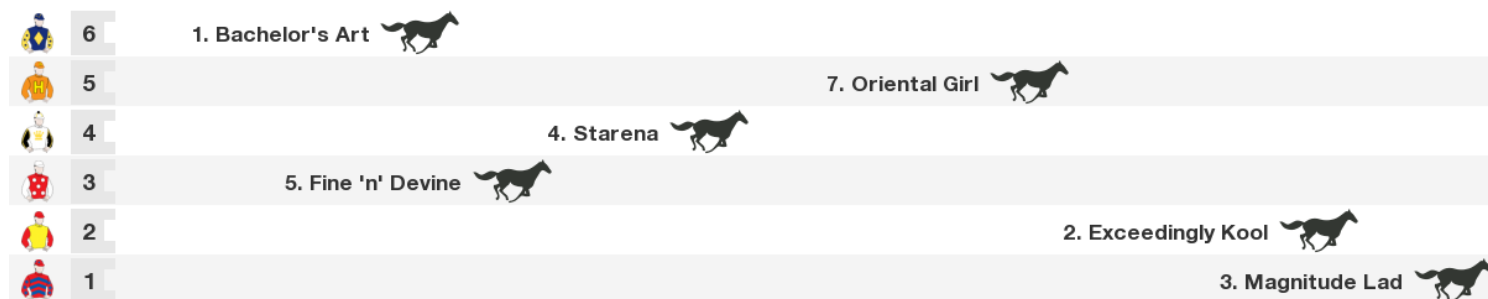 6 1. Bachelor's Art
H 5 7. Oriental Girl
4 4. Starena
3 5. Fine 'n' Devine
2 2. Exceedingly Kool
1 3. Magnitude Lad